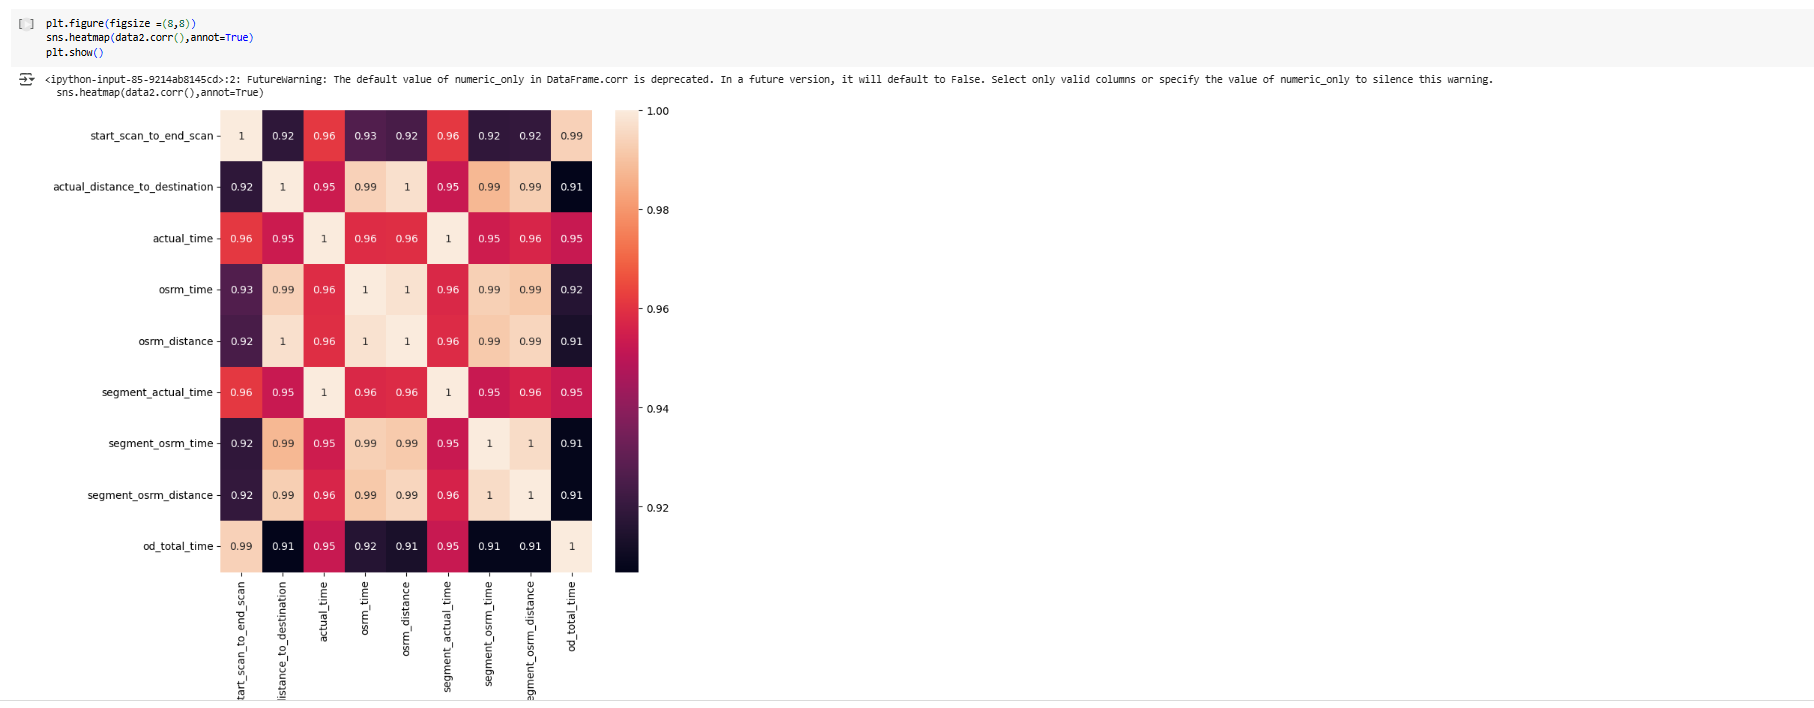 plt.figure(figsize =(8,8))
sns.heatmap(data2.corr(),annot=True)
plt.show()
<ipython-input-85-9214ab8145cd>:2: FutureWarning: The default value of numeric_only in DataFrame.corr is deprecated. In a future version, it will default to False. Select only valid columns or specify the value of numeric_only to silence this warning.
sns.heatmap(data2.corr(),annot=True)
start_scan_to_end_scan 1 0.92 0.96 0.93 0.92 0.96 0.92 0.92 0.99
actual_distance_to_destination 0.92 1 0.95 0.99 1 0.95 0.99 0.99 0.91
actual_time 0.96 0.95 1 0.96 0.96 1 0.95 0.96 0.95
osrm_time 0.93 0.99 0.96 1 1 0.96 0.99 0.99 0.92
osrm_distance 0.92 1 0.96 1 1 0.96 0.99 0.99 0.91
segment_actual_time 0.96 0.95 1 0.96 0.96 1 0.95 0.96 0.95
segment_osrm_time 0.92 0.99 0.95 0.99 0.99 0.95 1 1 0.91
segment_osrm_distance 0.92 0.99 0.96 0.99 0.99 0.96 1 1 0.91
od_total_time 0.99 0.91 0.95 0.92 0.91 0.95 0.91 0.91 1
1.00
0.98
0.96
0.94
0.92
tart_scan_to_end_scan
istance_to_destination
actual_time
osrm_time
osrm_distance
segment_actual_time
segment_osrm_time
egment_osrm_distance
od_total_time